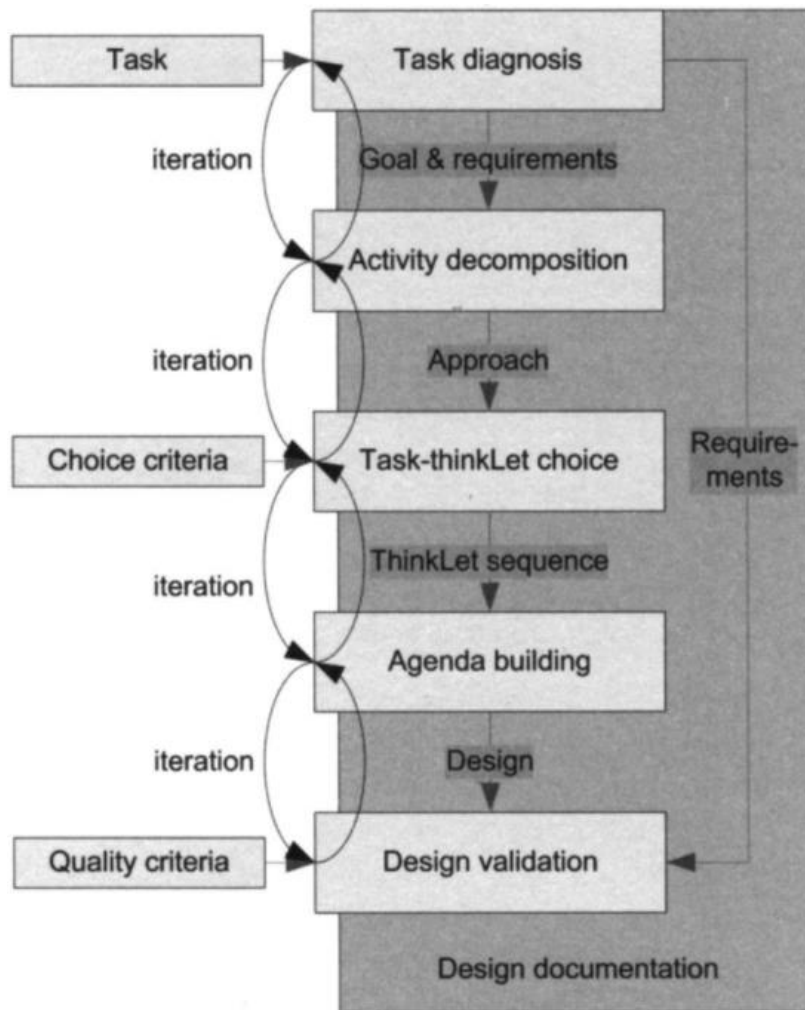 Task
Task diagnosis
iteration
Goal & requirements
Activity decomposition
iteration
Approach
Choice criteria
Task-thinkLet choice
Require-
ments
iteration
ThinkLet sequence
Agenda building
iteration
Design
Quality criteria
Design validation
Design documentation